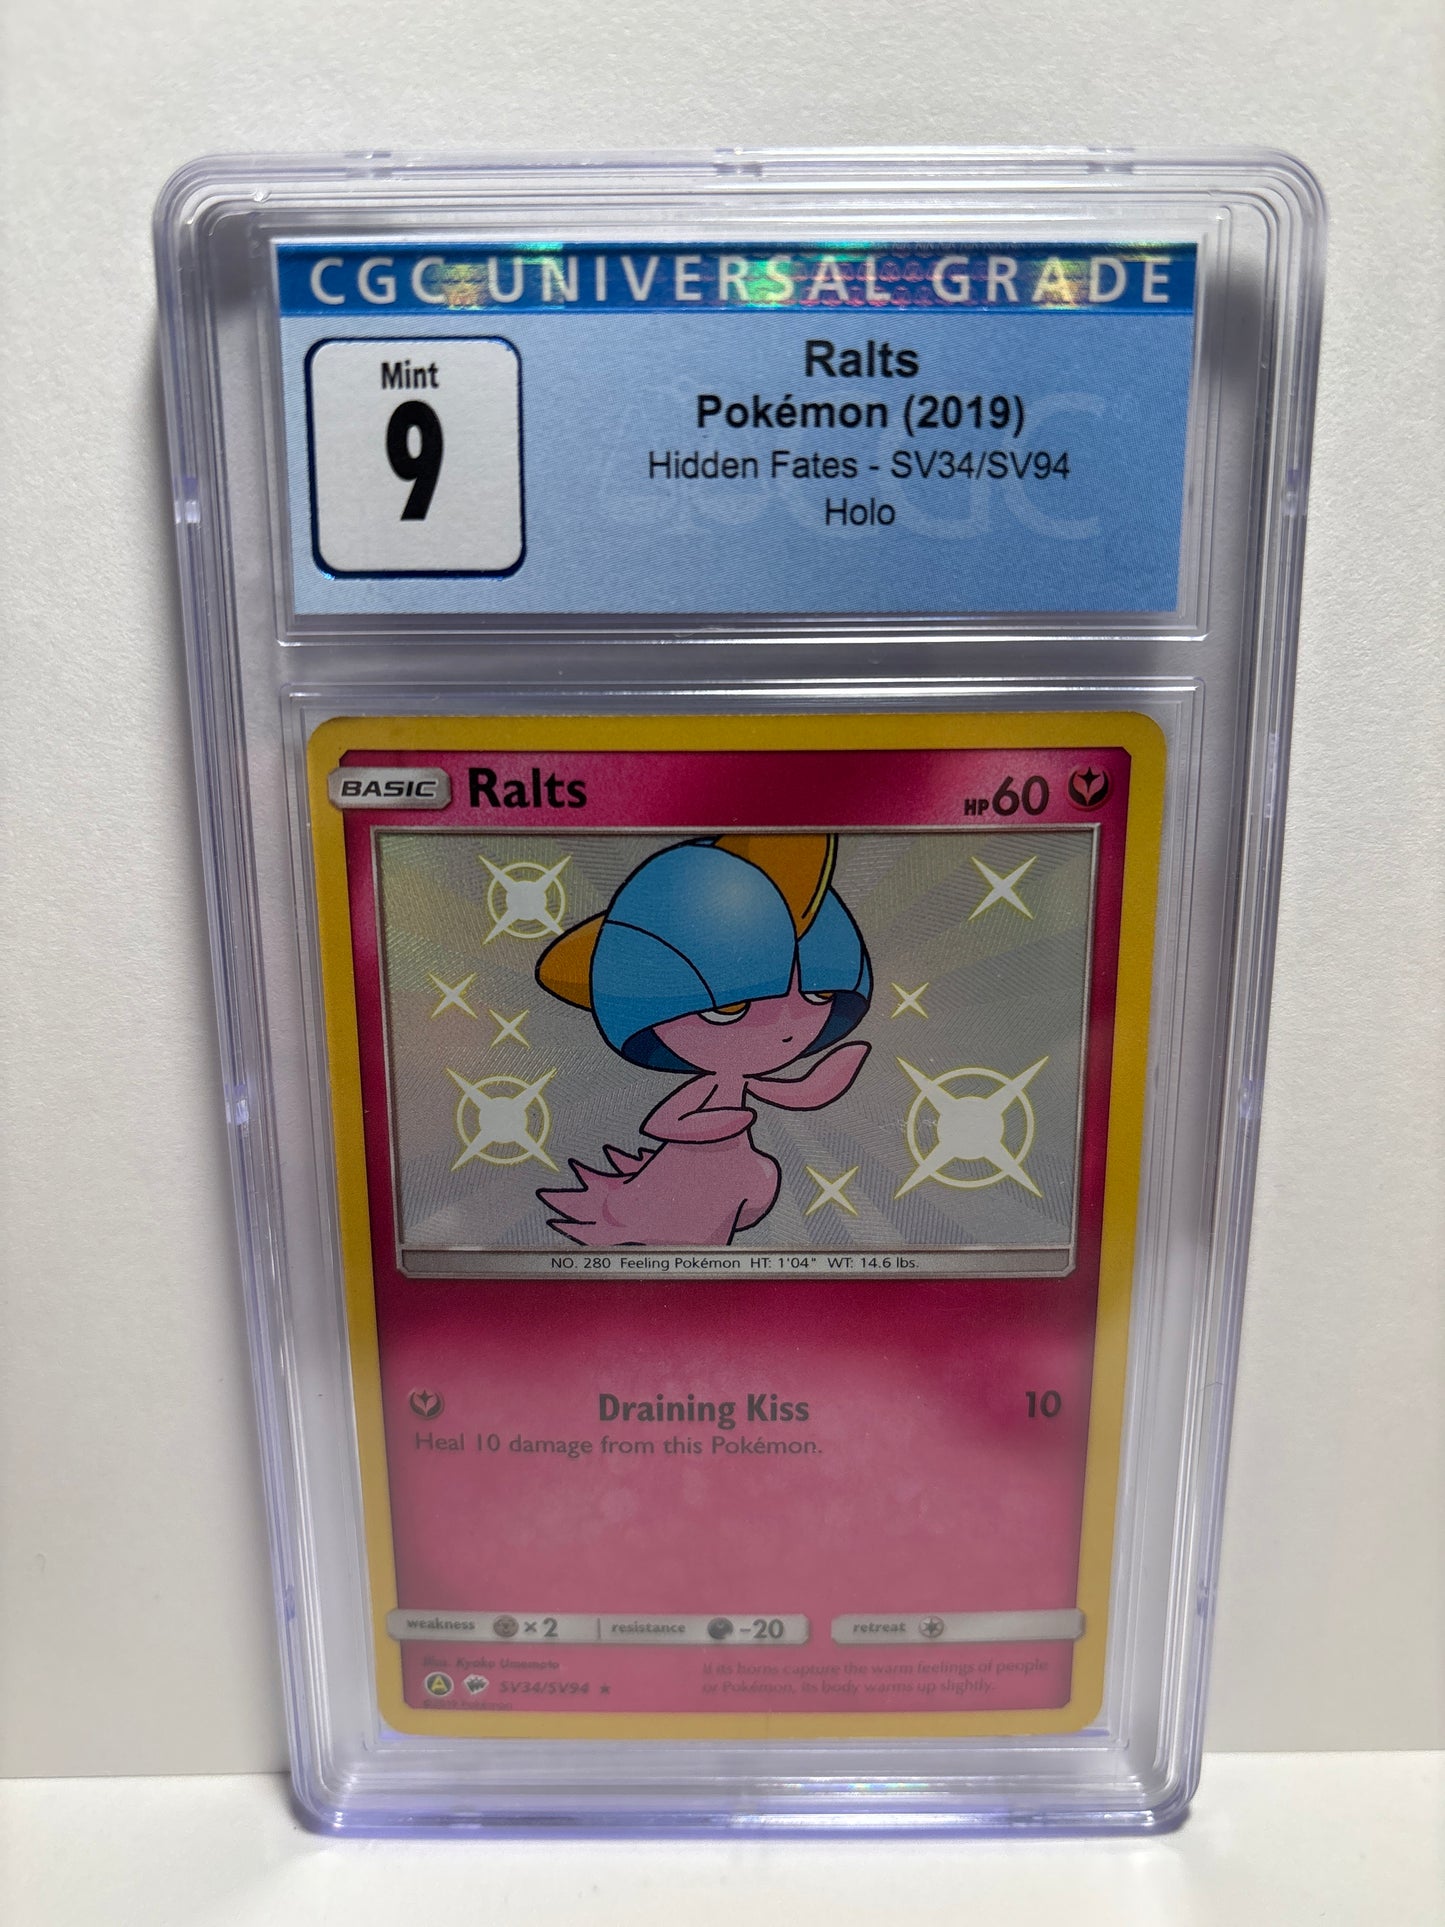 CGC UNIVERSAL GRADE
Mint
9
Ralts
Pokémon (2019)
Hidden Fates - SV34/SV94
Holo
CGC
BASIC Ralts HP60
NO. 280 Feeling Pokémon HT: 1'04" WT: 14.6 lbs.
Draining Kiss 10
Heal 10 damage from this Pokémon.
weakness × 2 resistance -20 retreat
Illus. Kyoko Umemoto
A SV34/SV94 ★
©2019 Pokémon
If its horns capture the warm feelings of people
or Pokémon, its body warms up slightly.